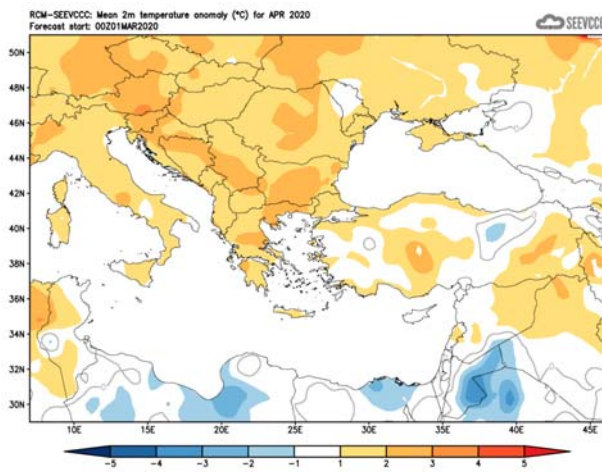 RCM-SEEVCCC: Mean 2m temperature anomaly (°C) for APR 2020
Forecast start: 00Z01MAR2020
SEEVCCC
50N
48N
46N
44N
42N
40N
38N
36N
34N
32N
30N
10E 15E 20E 25E 30E 35E 40E 45E
-5 -4 -3 -2 -1 1 2 3 4 5